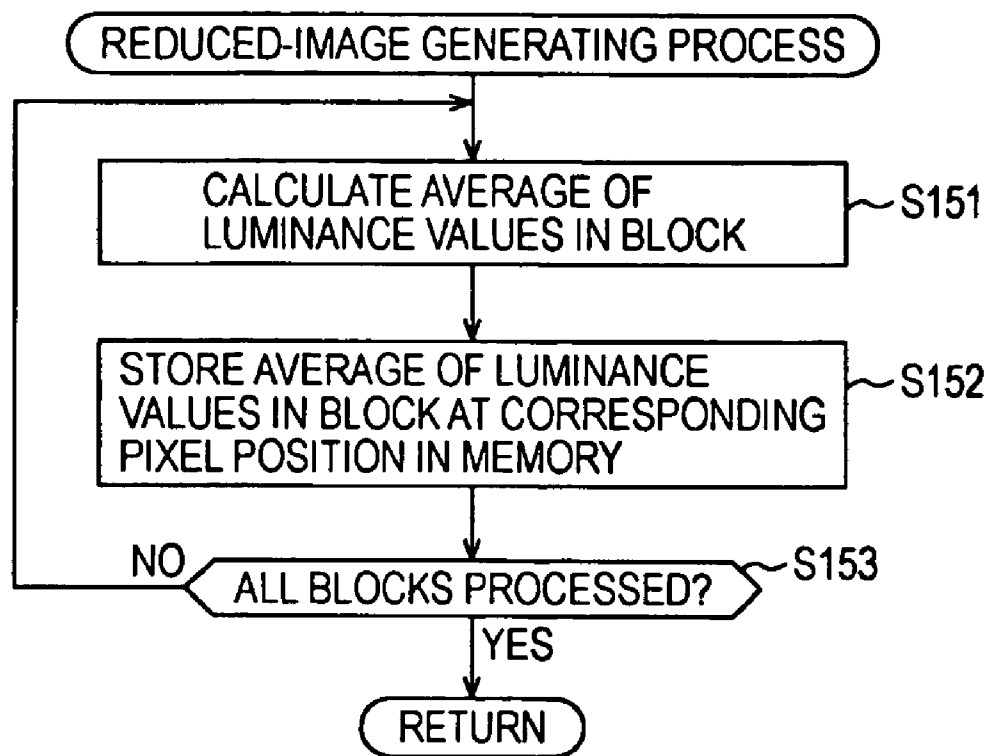 REDUCED-IMAGE GENERATING PROCESS
CALCULATE AVERAGE OF
LUMINANCE VALUES IN BLOCK
S151
STORE AVERAGE OF LUMINANCE
VALUES IN BLOCK AT CORRESPONDING
PIXEL POSITION IN MEMORY
S152
NO
ALL BLOCKS PROCESSED?
S153
YES
RETURN